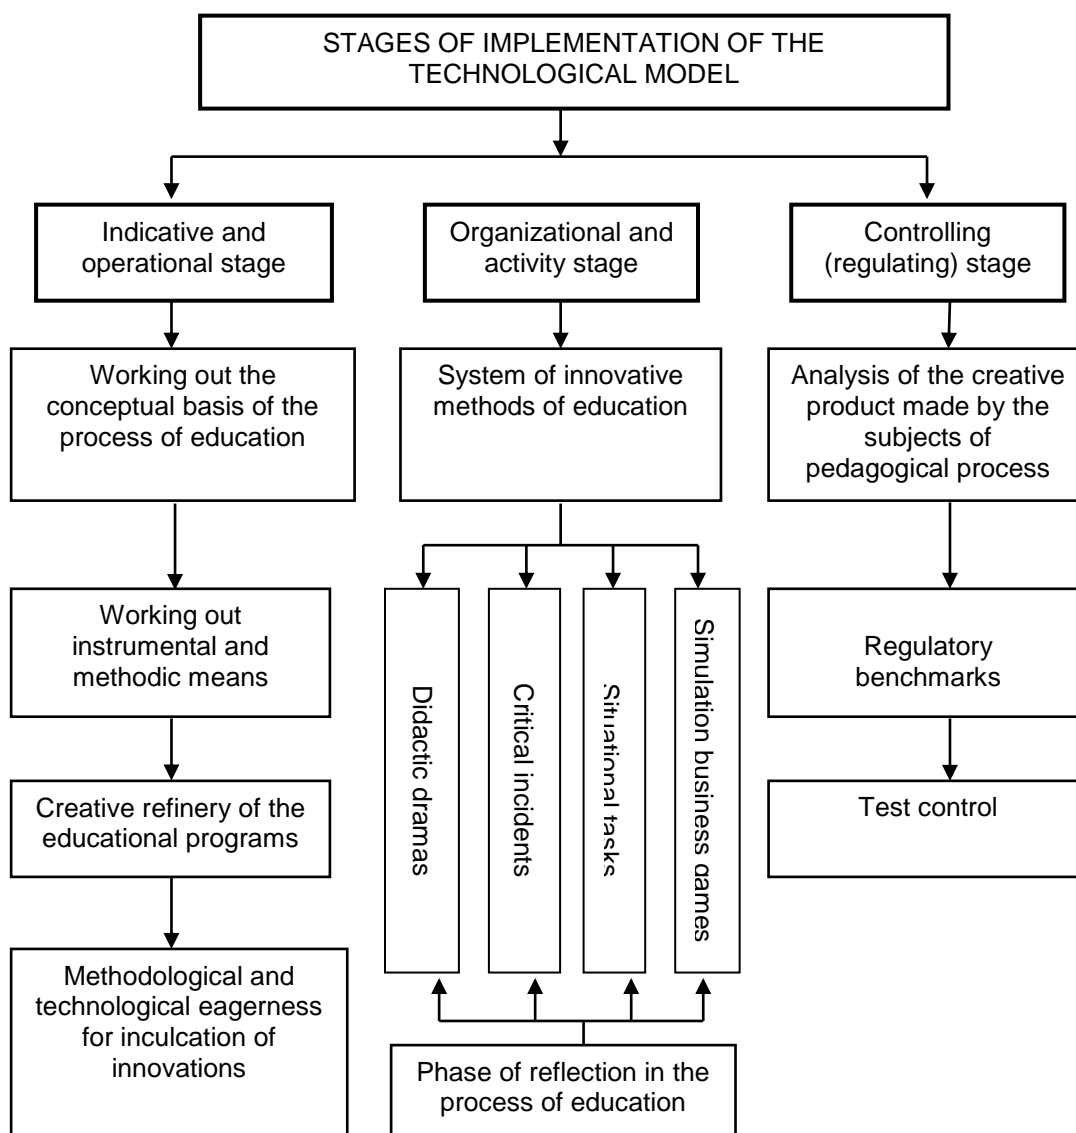 STAGES OF IMPLEMENTATION OF THE
TECHNOLOGICAL MODEL
Indicative and
operational stage
Organizational and
activity stage
Controlling
(regulating) stage
Working out the
conceptual basis of the
process of education
System of innovative
methods of education
Analysis of the creative
product made by the
subjects of
pedagogical process
Working out
instrumental and
methodic means
Didactic dramas
Critical incidents
Situational tasks
Simulation business games
Regulatory
benchmarks
Creative refinery of the
educational programs
Test control
Methodological and
technological eagerness
for inculcation of
innovations
Phase of reflection in the
process of education